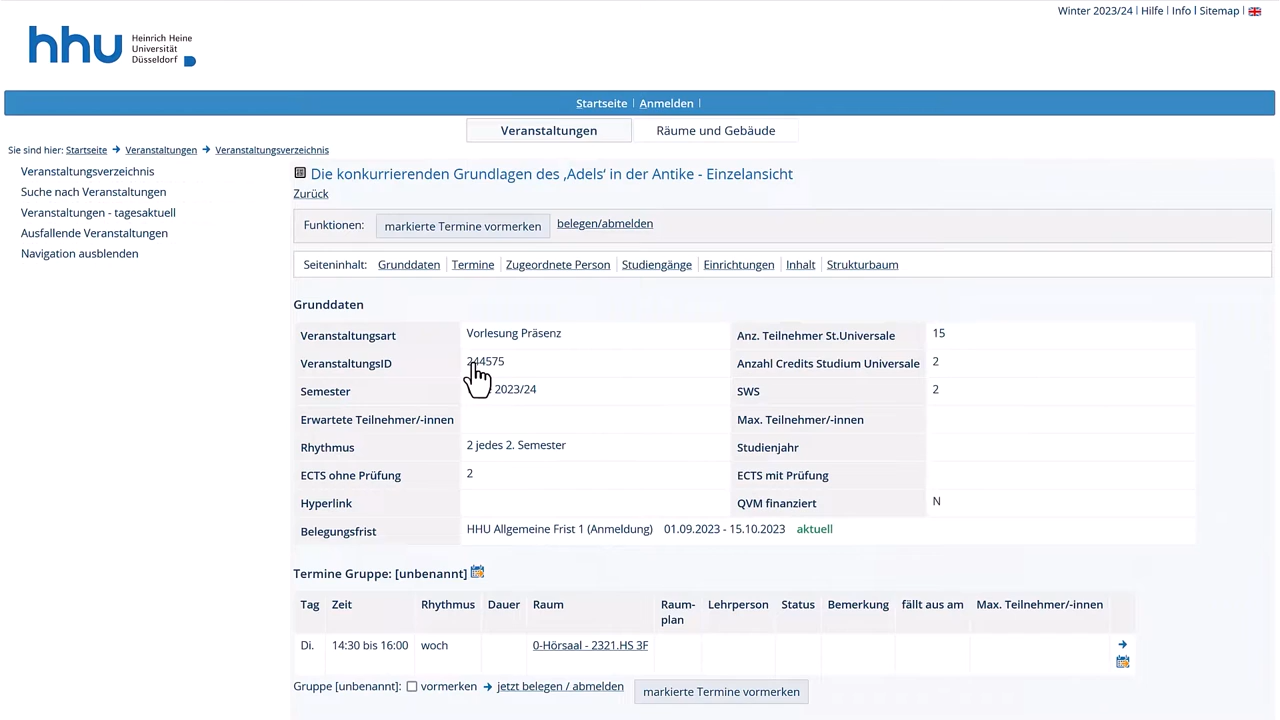 Winter 2023/24 | Hilfe | Info | Sitemap |
hhu Heinrich Heine
Universität
Düsseldorf
Startseite | Anmelden |
Veranstaltungen Räume und Gebäude
Sie sind hier: Startseite → Veranstaltungen → Veranstaltungsverzeichnis
Veranstaltungsverzeichnis
Suche nach Veranstaltungen
Veranstaltungen - tagesaktuell
Ausfallende Veranstaltungen
Navigation ausblenden
Die konkurrierenden Grundlagen des ‚Adels‘ in der Antike - Einzelansicht
Zurück
Funktionen: markierte Termine vormerken belegen/abmelden
Seiteninhalt: Grunddaten | Termine | Zugeordnete Person | Studiengänge | Einrichtungen | Inhalt | Strukturbaum
Grunddaten
Veranstaltungsart Vorlesung Präsenz Anz. Teilnehmer St.Universale 15
VeranstaltungsID 244575 Anzahl Credits Studium Universale 2
Semester 2023/24 SWS 2
Erwartete Teilnehmer/-innen Max. Teilnehmer/-innen
Rhythmus 2 jedes 2. Semester Studienjahr
ECTS ohne Prüfung 2 ECTS mit Prüfung
Hyperlink QVM finanziert N
Belegungsfrist HHU Allgemeine Frist 1 (Anmeldung) 01.09.2023 - 15.10.2023 aktuell
Termine Gruppe: [unbenannt]
Tag Zeit Rhythmus Dauer Raum Raum- Lehrperson Status Bemerkung fällt aus am Max. Teilnehmer/-innen
plan
Di. 14:30 bis 16:00 woch 0-Hörsaal - 2321.HS 3F →
Gruppe [unbenannt]: vormerken → jetzt belegen / abmelden markierte Termine vormerken